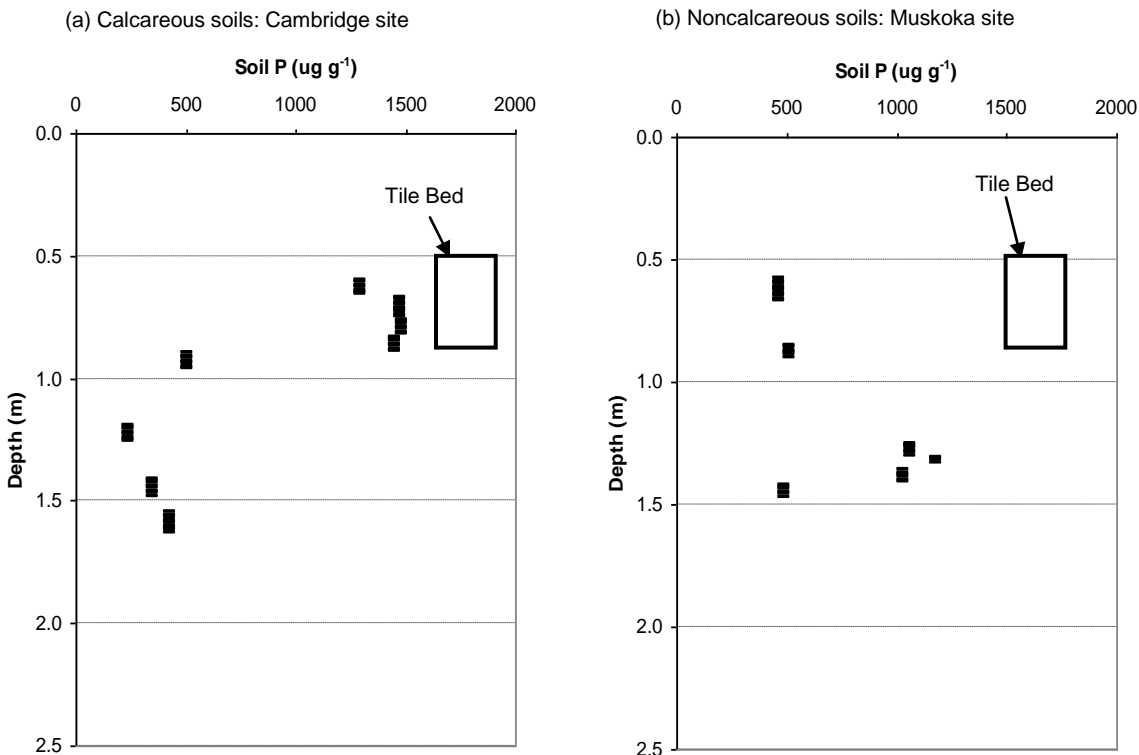 (a) Calcareous soils: Cambridge site
Soil P (ug g-1)
0 500 1000 1500 2000
0.0
0.5
1.0
1.5
2.0
2.5
Depth (m)
Tile Bed
(b) Noncalcareous soils: Muskoka site
Soil P (ug g-1)
0 500 1000 1500 2000
0.0
0.5
1.0
1.5
2.0
2.5
Depth (m)
Tile Bed